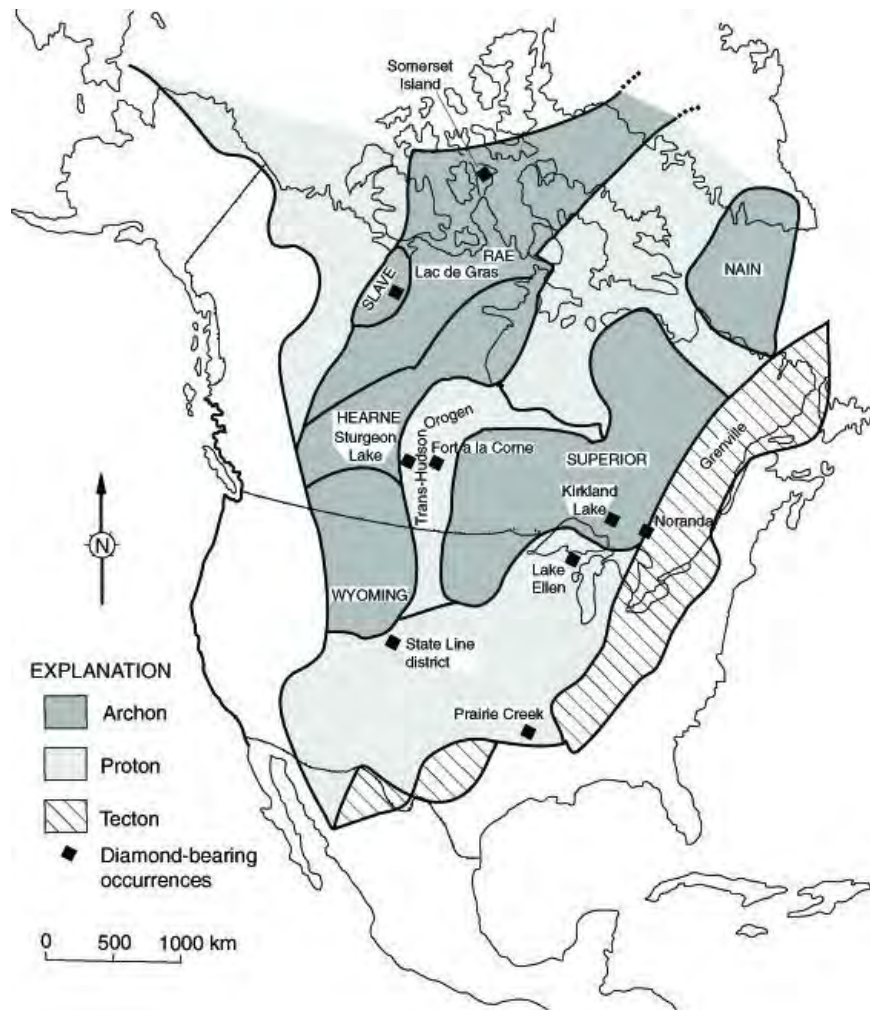 Somerset
Island
RAE
Lac de Gras
SLAVE
NAIN
HEARNE
Sturgeon
Lake
Trans-Hudson
Orogen
Fort a la Corne
SUPERIOR
Grenville
Kirkland
Lake
Noranda
Lake
Ellen
WYOMING
State Line
district
Prairie Creek
N
EXPLANATION
Archon
Proton
Tecton
Diamond-bearing
occurrences
0 500 1000 km